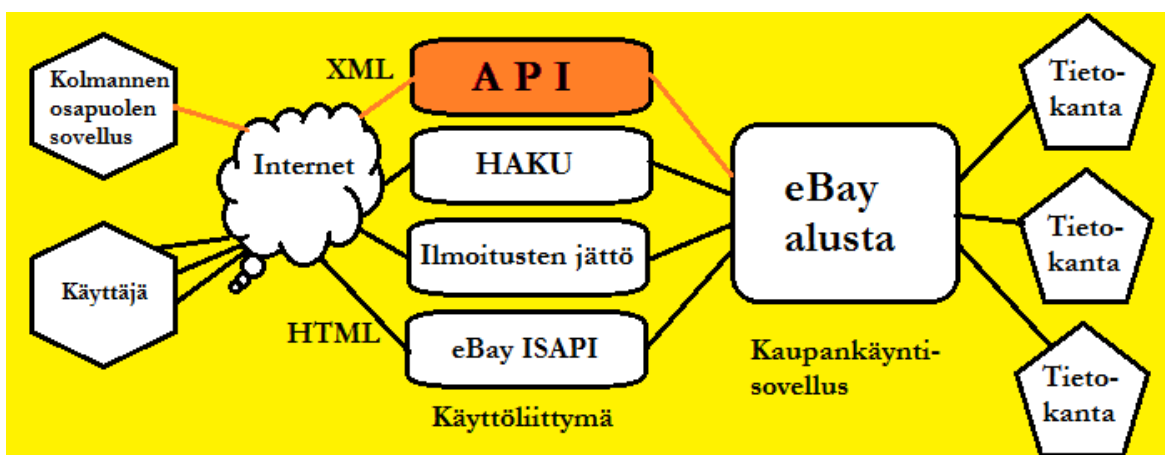 Kolmannen
osapuolen
sovellus
Käyttäjä
Internet
XML
HTML
A P I
HAKU
Ilmoitusten jättö
eBay ISAPI
Käyttöliittymä
eBay
alusta
Kaupankäynti-
sovellus
Tieto-
kanta
Tieto-
kanta
Tieto-
kanta